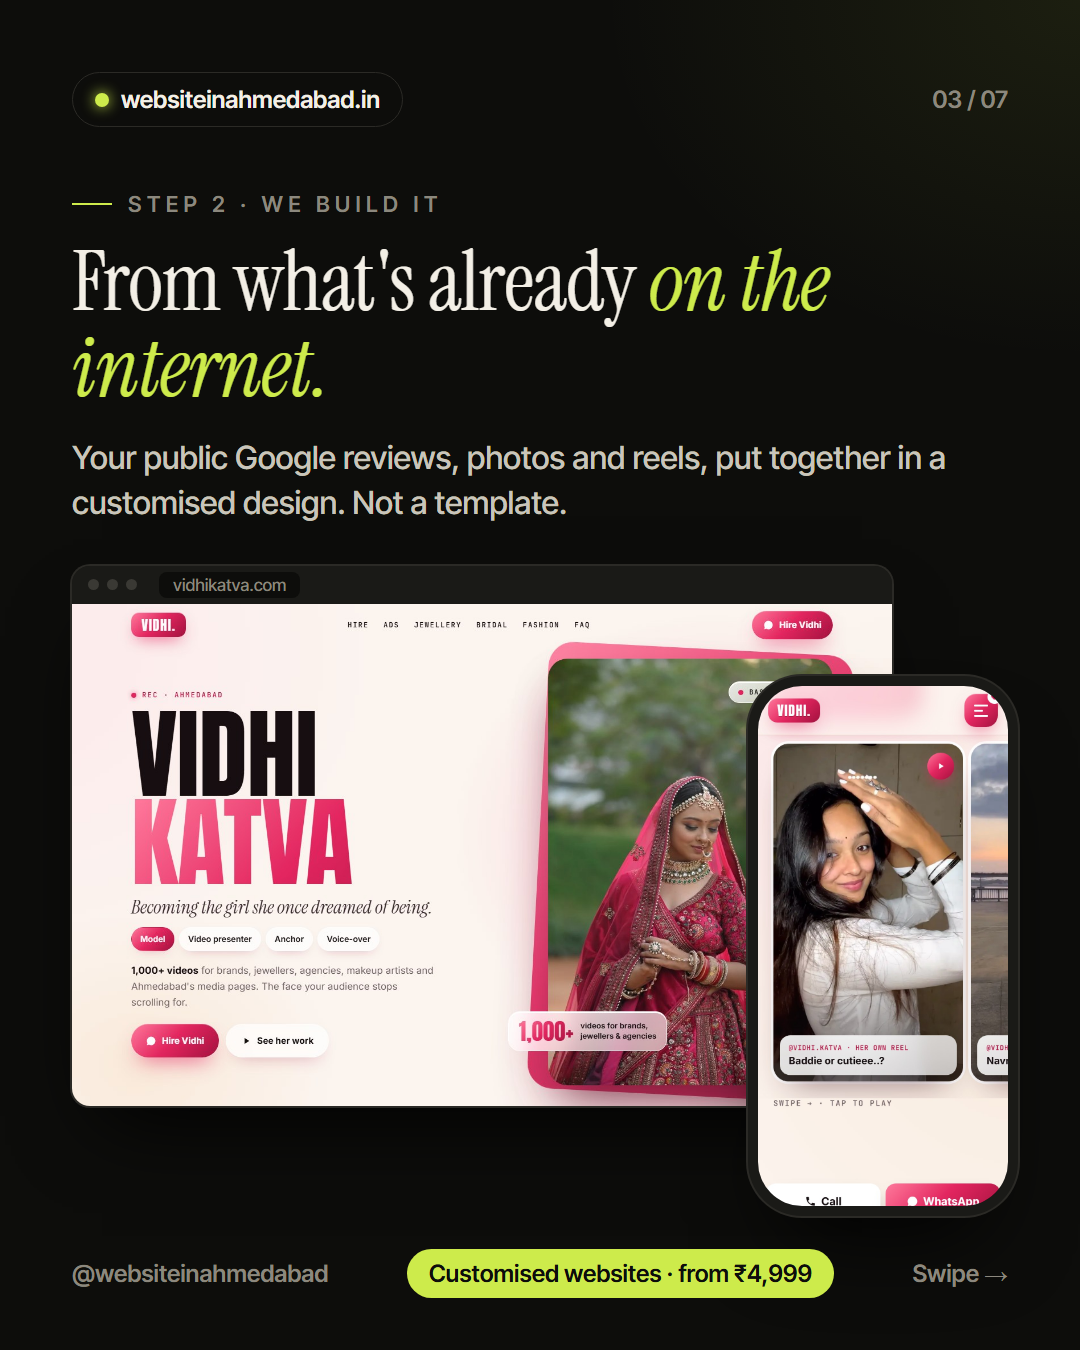 websiteinahmedabad.in
03 / 07
STEP 2 · WE BUILD IT
From what's already on the
internet.
Your public Google reviews, photos and reels, put together in a
customised design. Not a template.
vidhikatva.com
VIDHI.
HIRE ADS JEWELLERY BRIDAL FASHION FAQ
Hire Vidhi
REC · AHMEDABAD
VIDHI
KATVA
Becoming the girl she once dreamed of being.
Model Video presenter Anchor Voice-over
1,000+ videos for brands, jewellers, agencies, makeup artists and
Ahmedabad's media pages. The face your audience stops
scrolling for.
Hire Vidhi
See her work
1,000+
videos for brands,
jewellers & agencies
VIDHI.
@VIDHI.KATVA · HER OWN REEL
Baddie or cutieee..?
SWIPE → · TAP TO PLAY
Call
WhatsApp
@websiteinahmedabad
Customised websites · from ₹4,999
Swipe →